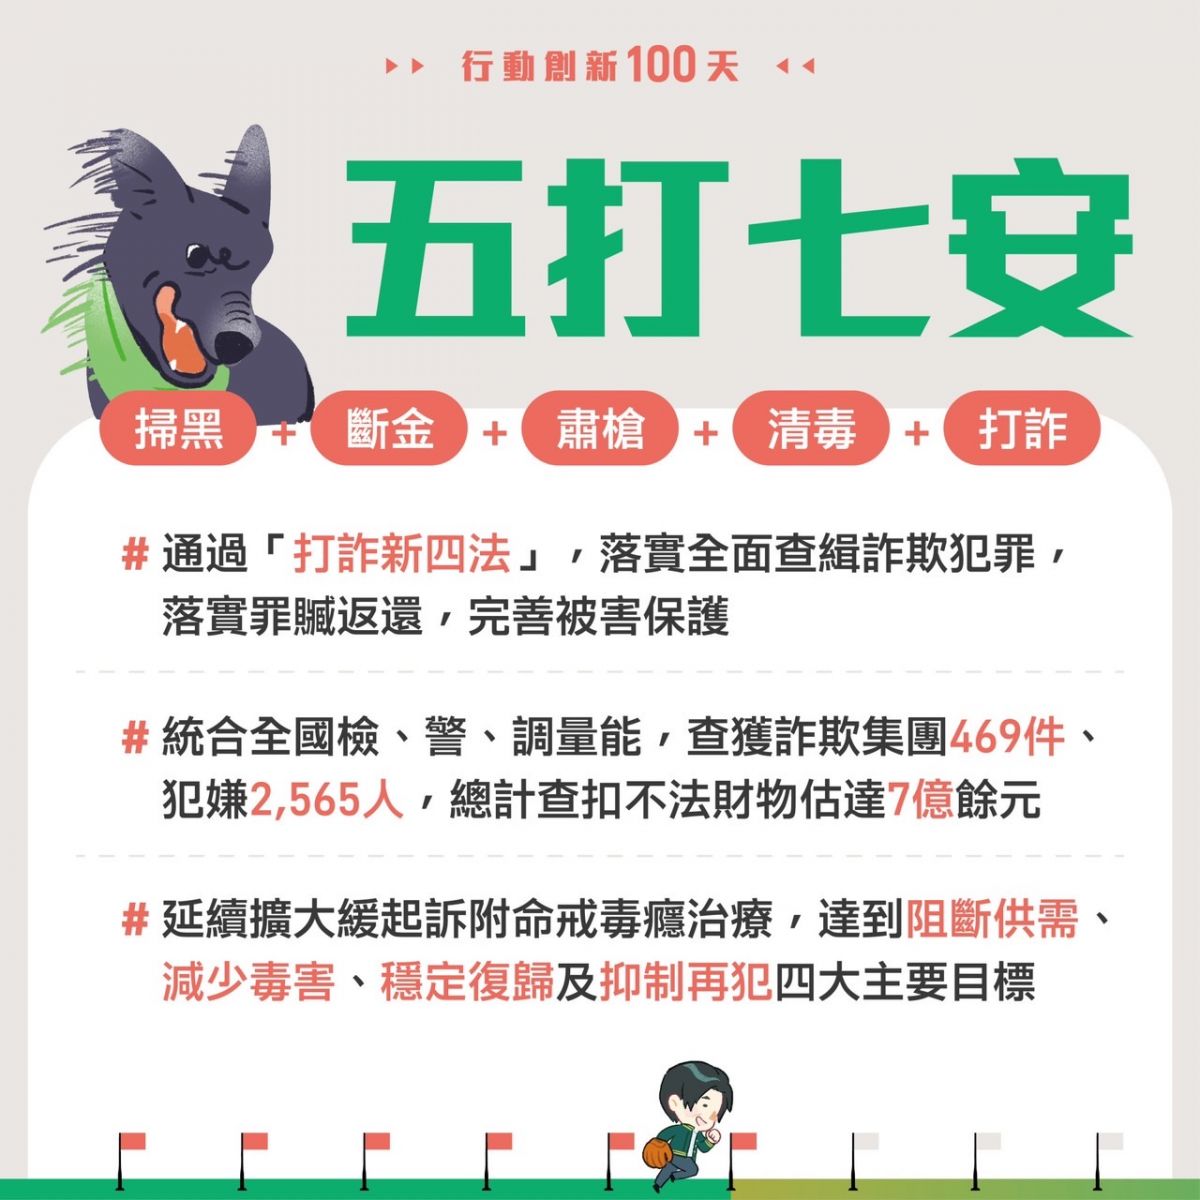 行動創新100天
五打七安
掃黑 + 斷金 + 肅槍 + 清毒 + 打詐
# 通過「打詐新四法」，落實全面查緝詐欺犯罪，
落實罪贓返還，完善被害保護
# 統合全國檢、警、調量能，查獲詐欺集團469件、
犯嫌2,565人，總計查扣不法財物估達7億餘元
# 延續擴大緩起訴附命戒毒癮治療，達到阻斷供需、
減少毒害、穩定復歸及抑制再犯四大主要目標